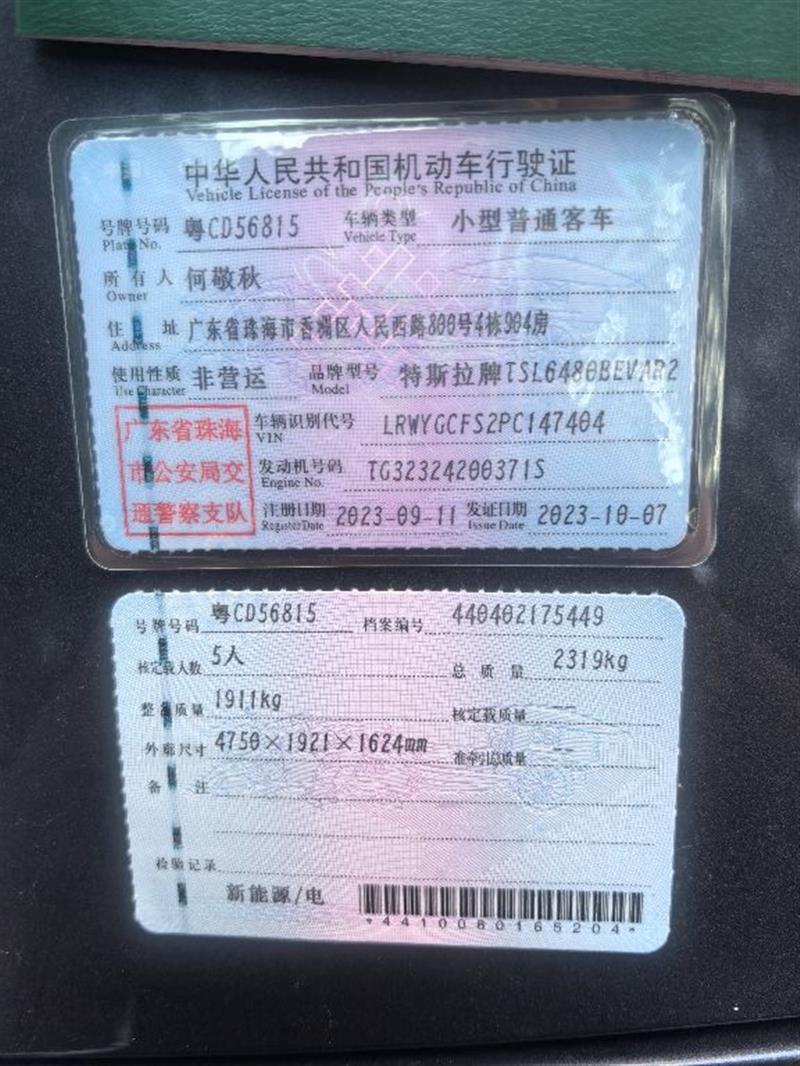 中华人民共和国机动车行驶证
Vehicle License of the People's Republic of China
号牌号码 粤CD56815 车辆类型 小型普通客车
Plate No. Vehicle Type
所有人 何敬秋
Owner
住址 广东省珠海市香洲区人民西路800号4栋904房
Address
使用性质 非营运 品牌型号 特斯拉牌TSL6480BEVAR2
Use Character Model
广东省珠海
市公安局交
通警察支队
车辆识别代号 LRWYGCFS2PC147404
VIN
发动机号码 TG32324200371S
Engine No.
注册日期 2023-09-11 发证日期 2023-10-07
Register Date Issue Date
号牌号码 粤CD56815 档案编号 440402175449
核定载人数 5人 总质量 2319kg
整备质量 1911kg 核定载质量 --
外廓尺寸 4750×1921×1624mm 准牵引总质量 --
备注
检验记录
新能源/电
*4410080165204*